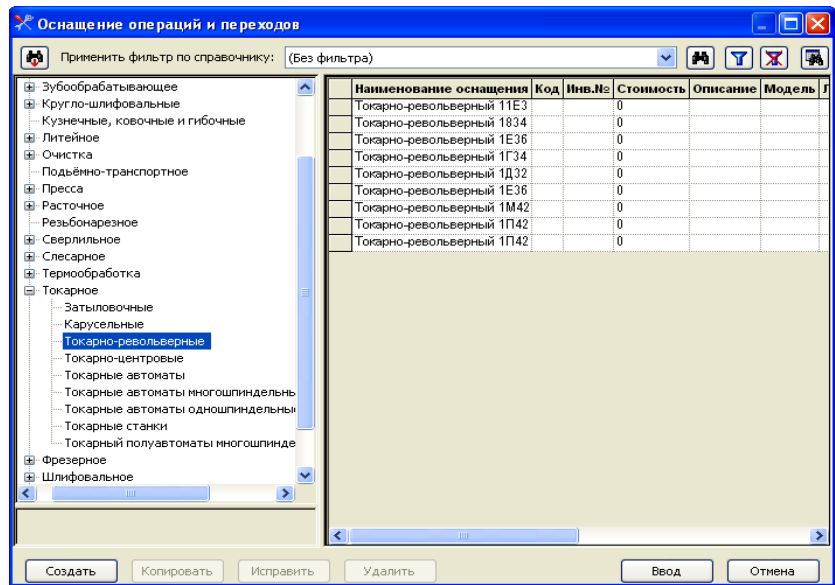 Оснащение операций и переходов
Применить фильтр по справочнику: (Без фильтра)
Зубообрабатывающее
Кругло-шлифовальные
Кузнечные, ковочные и гибочные
Литейное
Очистка
Подьёмно-транспортное
Пресса
Расточное
Резьбонарезное
Сверлильное
Слесарное
Термообработка
Токарное
Затыловочные
Карусельные
Токарно-револьверные
Токарно-центровые
Токарные автоматы
Токарные автоматы многошпиндельнь
Токарные автоматы одношпиндельны
Токарные станки
Токарный полуавтоматы многошпинде
Фрезерное
Шлифовальное
Наименование оснащения Код Инв.№ Стоимость Описание Модель Л
Токарно-револьверный 11Е3 0
Токарно-револьверный 1834 0
Токарно-револьверный 1Е36 0
Токарно-револьверный 1Г34 0
Токарно-револьверный 1Д32 0
Токарно-револьверный 1Е36 0
Токарно-револьверный 1М42 0
Токарно-револьверный 1П42 0
Токарно-револьверный 1П42 0
Создать Копировать Исправить Удалить Ввод Отмена